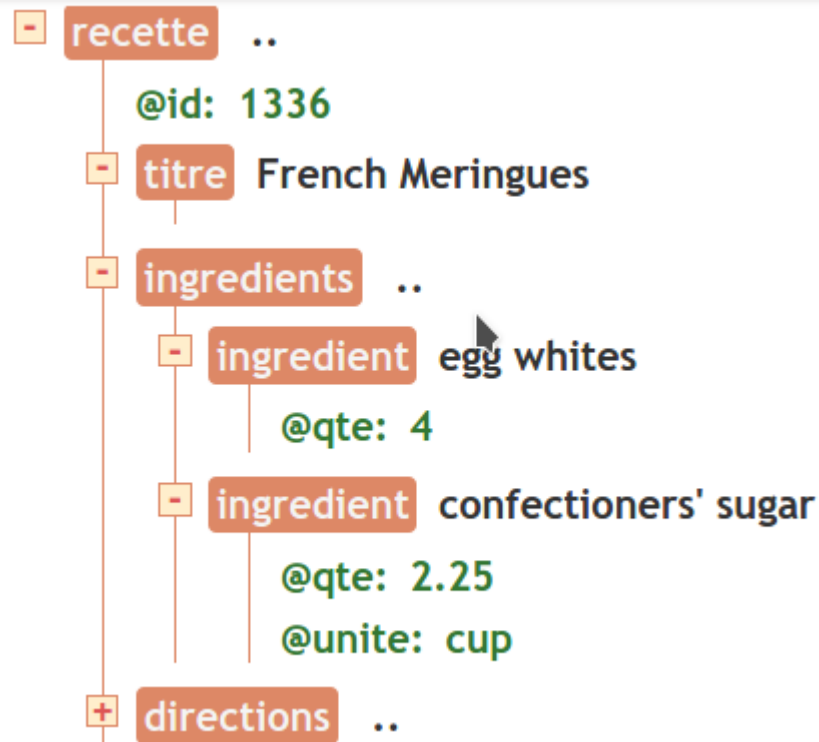 - recette ..
@id: 1336
- titre French Meringues
- ingredients ..
- ingredient egg whites
@qte: 4
- ingredient confectioners' sugar
@qte: 2.25
@unite: cup
+ directions ..